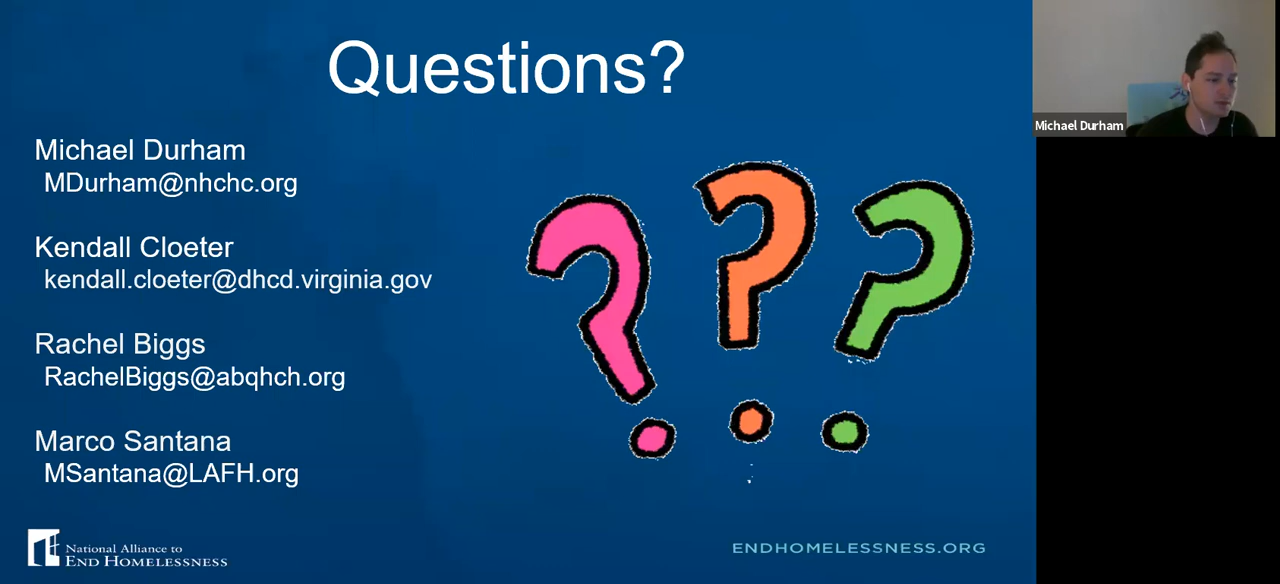 Questions?
Michael Durham
MDurham@nhchc.org
Kendall Cloeter
kendall.cloeter@dhcd.virginia.gov
Rachel Biggs
RachelBiggs@abqhch.org
Marco Santana
MSantana@LAFH.org
National Alliance to
END HOMELESSNESS
ENDHOMELESSNESS.ORG
Michael Durham